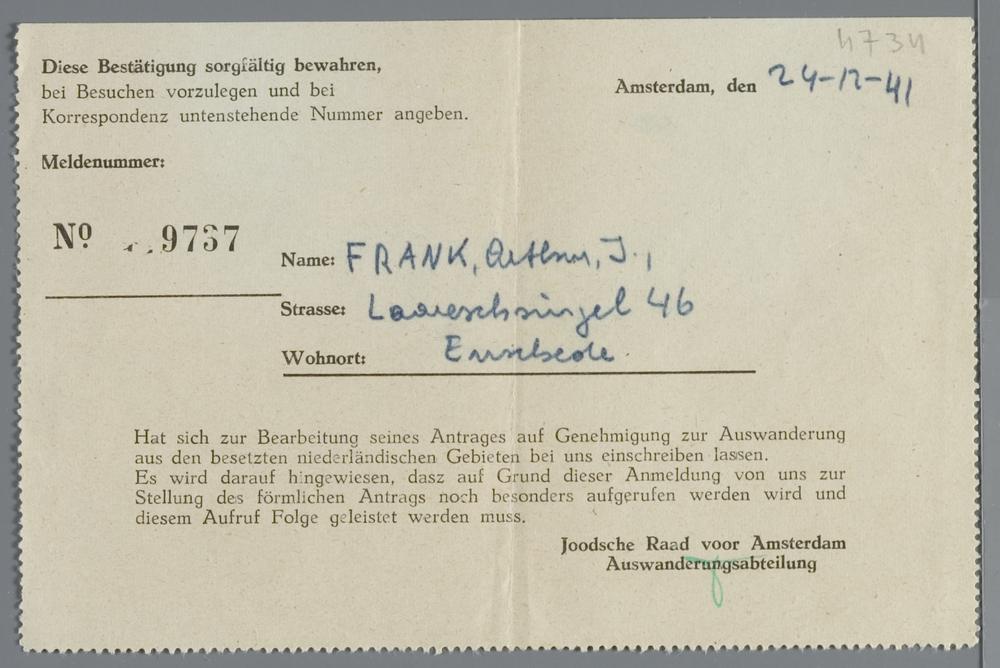 4734
Diese Bestätigung sorgfältig bewahren,
bei Besuchen vorzulegen und bei
Korrespondenz untenstehende Nummer angeben.
Amsterdam, den 24-12-41
Meldenummer:
Nº 9737
Name: FRANK, Arthur, J.,
Strasse: Laaressingel 46
Wohnort: Enschede.
Hat sich zur Bearbeitung seines Antrages auf Genehmigung zur Auswanderung
aus den besetzten niederländischen Gebieten bei uns einschreiben lassen.
Es wird darauf hingewiesen, dasz auf Grund dieser Anmeldung von uns zur
Stellung des förmlichen Antrags noch besonders aufgerufen werden wird und
diesem Aufruf Folge geleistet werden muss.
Joodsche Raad voor Amsterdam
Auswanderungsabteilung